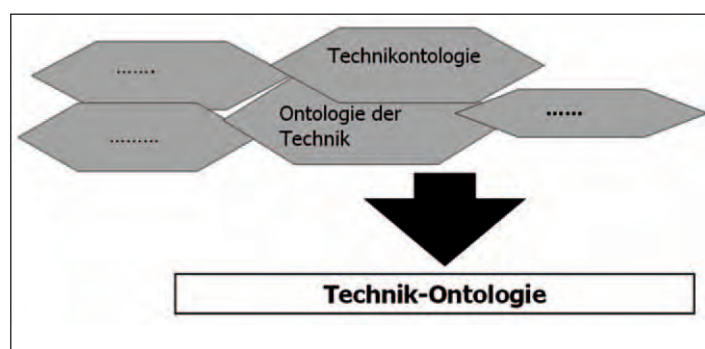 .......
Technikontologie
.........
Ontologie der
Technik
......
Technik-Ontologie